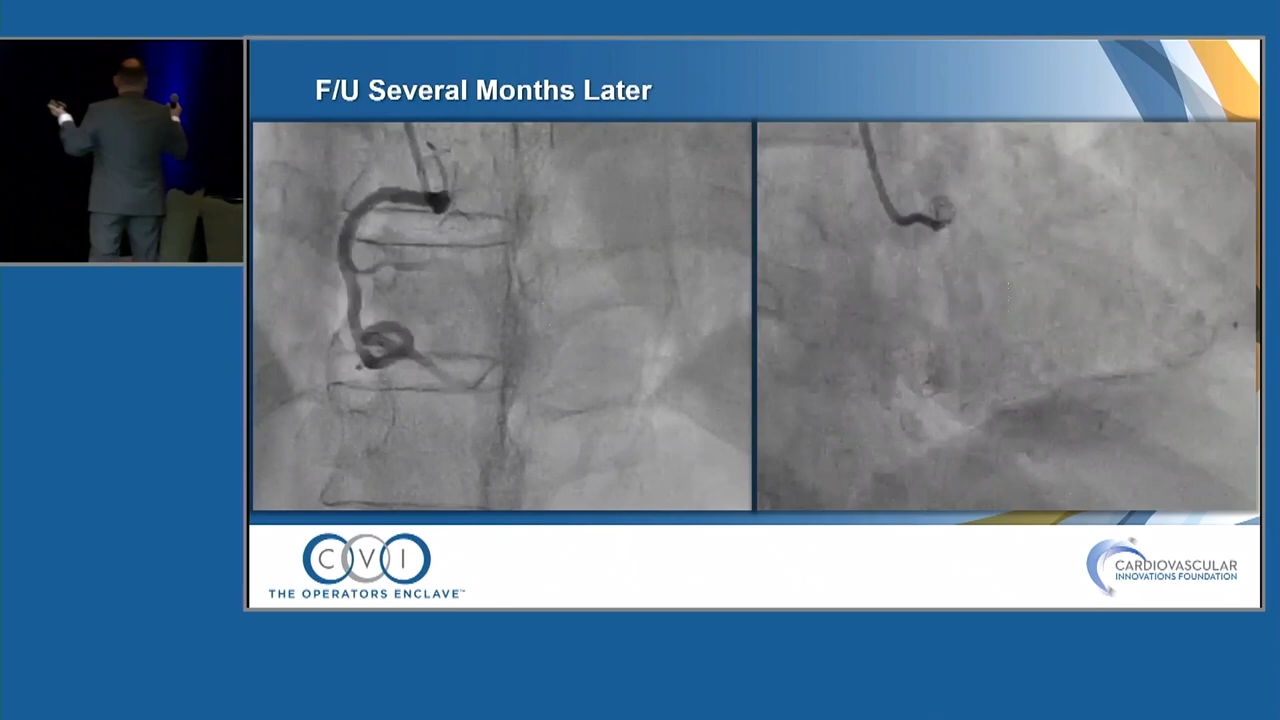 F/U Several Months Later
CVI
THE OPERATORS ENCLAVE™
CARDIOVASCULAR
INNOVATIONS FOUNDATION